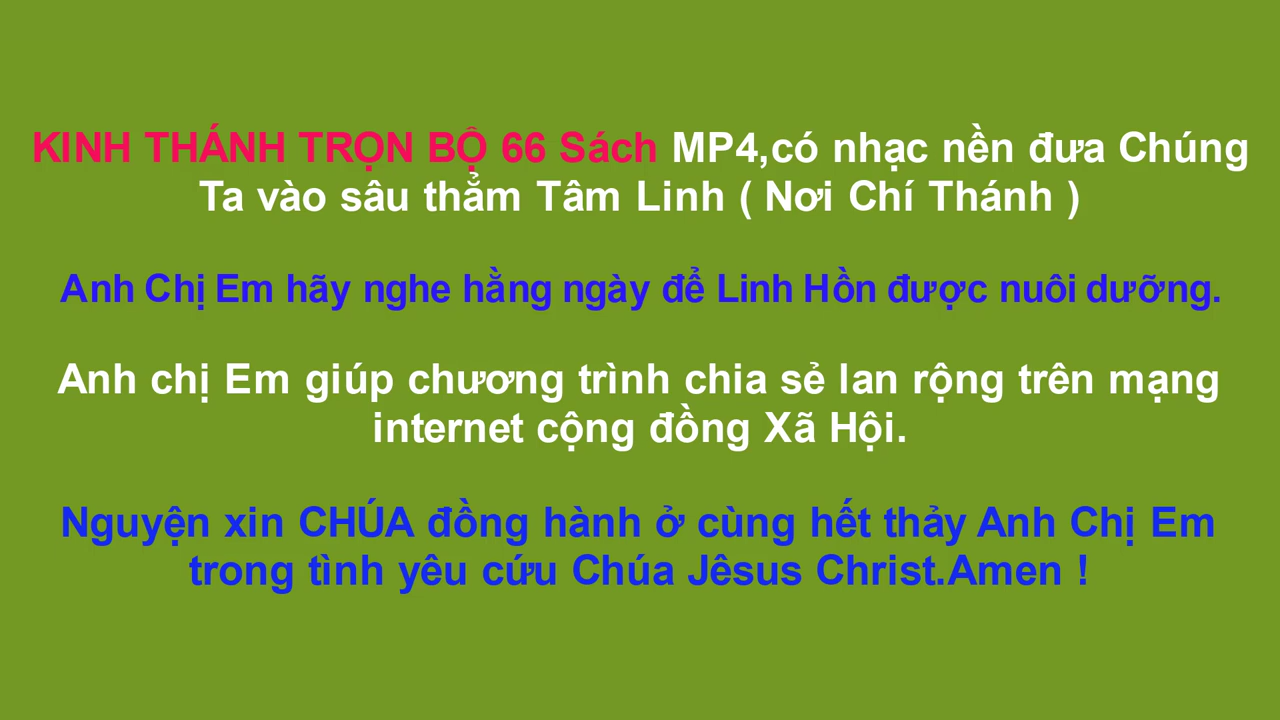 KINH THÁNH TRỌN BỘ 66 Sách MP4,có nhạc nền đưa Chúng
Ta vào sâu thẳm Tâm Linh ( Nơi Chí Thánh )
Anh Chị Em hãy nghe hằng ngày để Linh Hồn được nuôi dưỡng.
Anh chị Em giúp chương trình chia sẻ lan rộng trên mạng
internet cộng đồng Xã Hội.
Nguyện xin CHÚA đồng hành ở cùng hết thảy Anh Chị Em
trong tình yêu cứu Chúa Jêsus Christ.Amen !